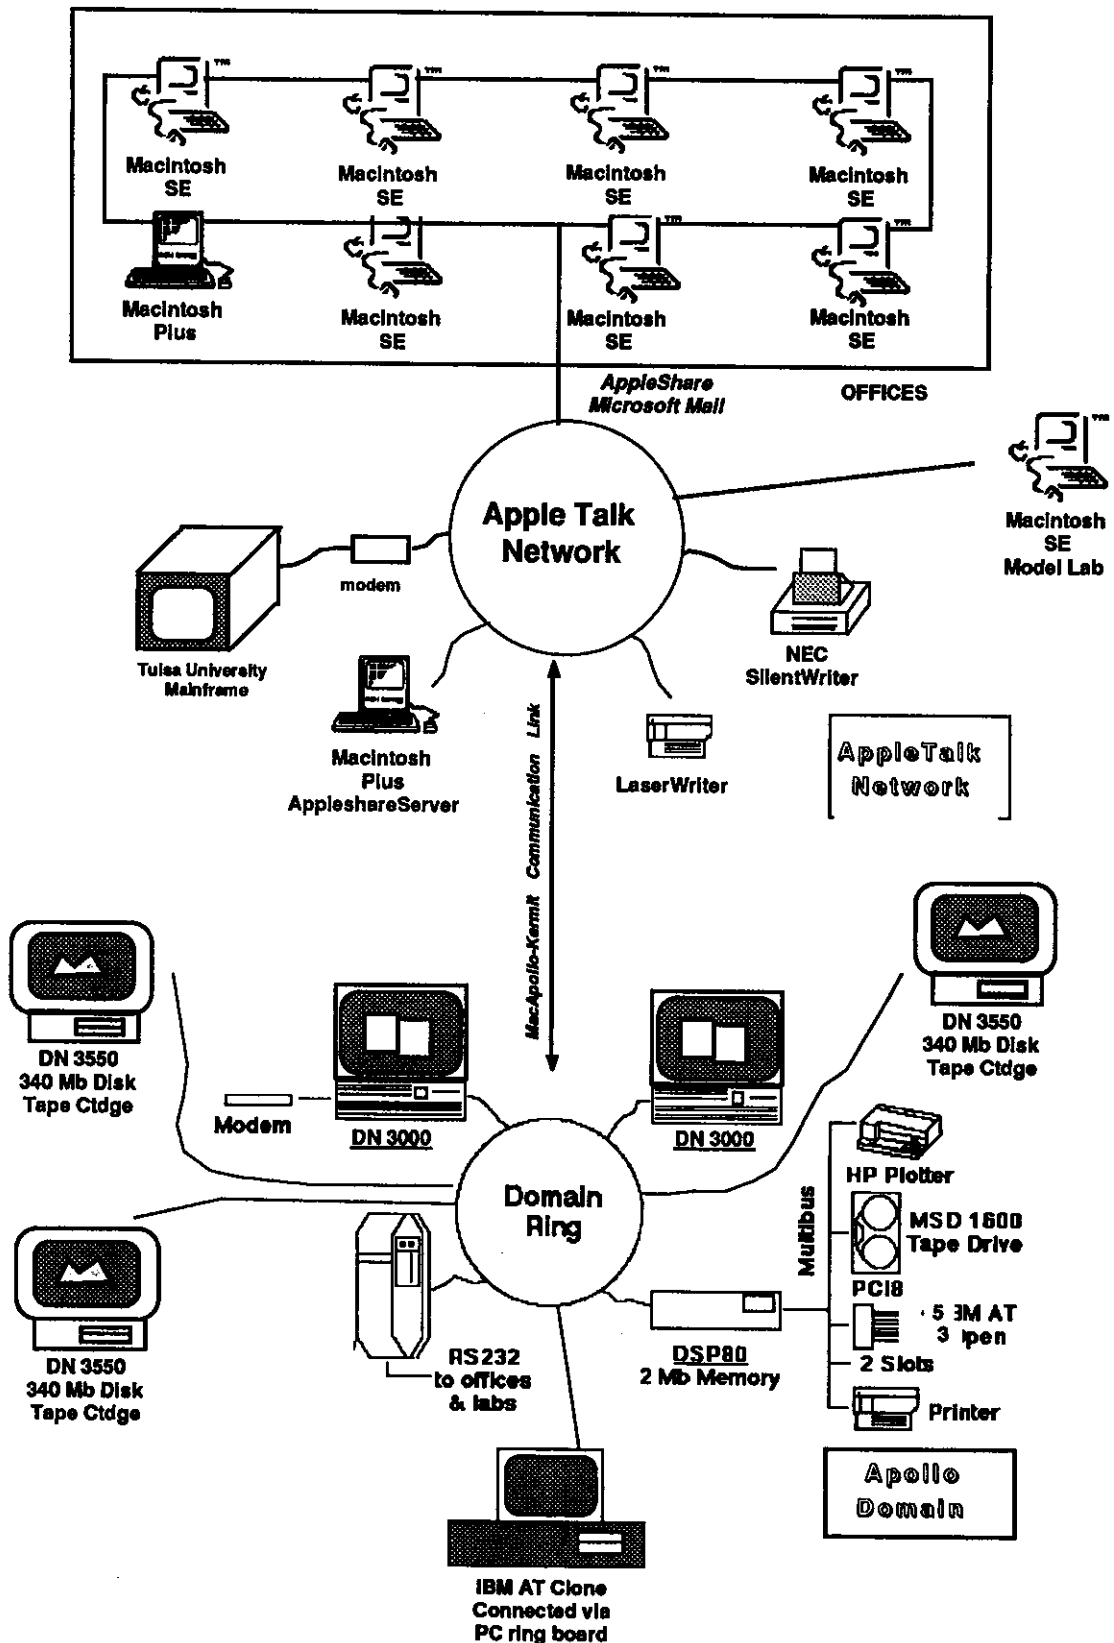 Macintosh
SE
Macintosh
SE
Macintosh
SE
Macintosh
SE
Macintosh
Plus
Macintosh
SE
Macintosh
SE
Macintosh
SE
AppleShare
Microsoft Mail
OFFICES
Apple Talk
Network
Macintosh
SE
Model Lab
modem
Tulsa University
Mainframe
NEC
SilentWriter
Macintosh
Plus
AppleshareServer
LaserWriter
AppleTalk
Network
MacApollo-Kermit Communication Link
DN 3550
340 Mb Disk
Tape Ctdge
DN 3550
340 Mb Disk
Tape Ctdge
Modem
DN 3000
DN 3000
Domain
Ring
HP Plotter
Multibus
MSD 1600
Tape Drive
PCI8
5 AT
3
2 Slots
Printer
DN 3550
340 Mb Disk
Tape Ctdge
RS232
to offices
& labs
DSP80
2 Mb Memory
Apollo
Domain
IBM AT Clone
Connected via
PC ring board